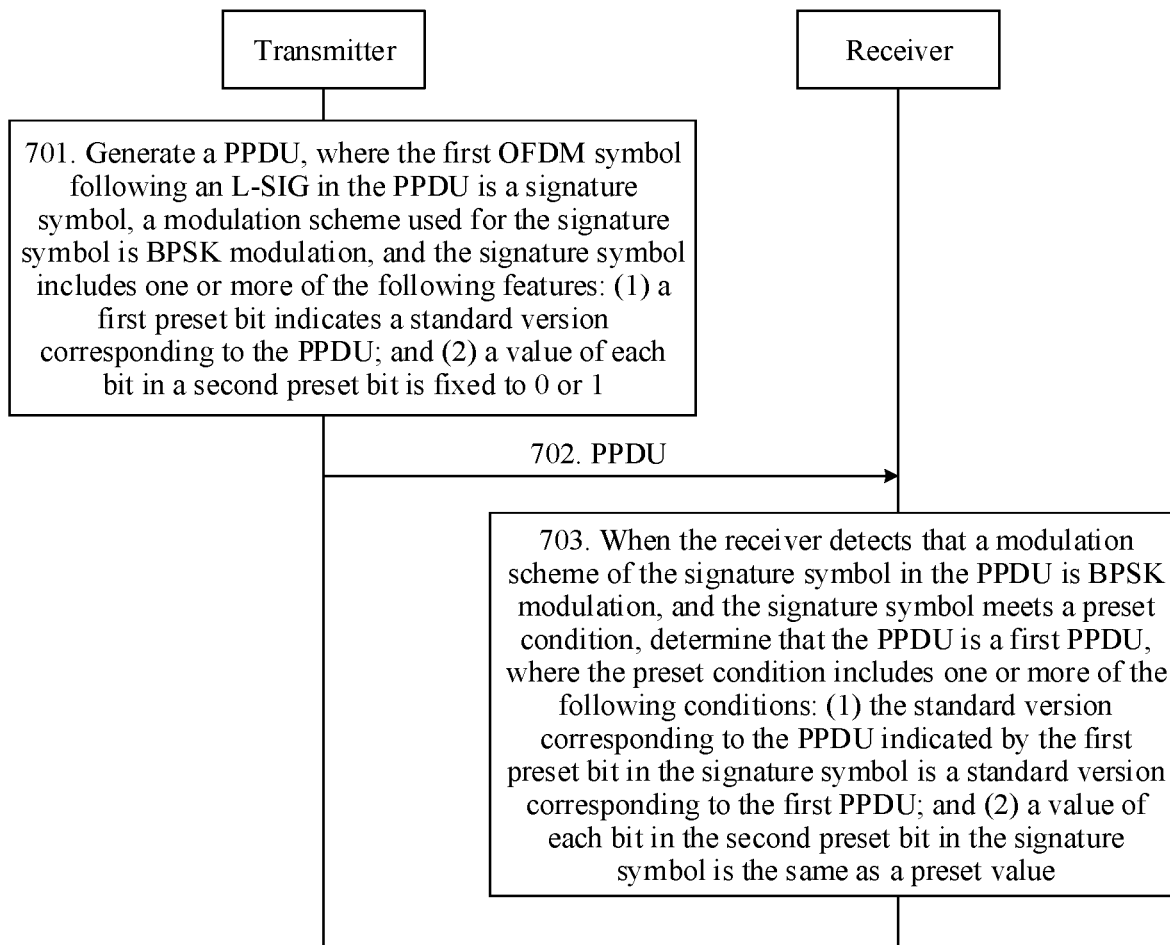 Transmitter
Receiver
701. Generate a PPDU, where the first OFDM symbol
following an L-SIG in the PPDU is a signature
symbol, a modulation scheme used for the signature
symbol is BPSK modulation, and the signature symbol
includes one or more of the following features: (1) a
first preset bit indicates a standard version
corresponding to the PPDU; and (2) a value of each
bit in a second preset bit is fixed to 0 or 1
702. PPDU
703. When the receiver detects that a modulation
scheme of the signature symbol in the PPDU is BPSK
modulation, and the signature symbol meets a preset
condition, determine that the PPDU is a first PPDU,
where the preset condition includes one or more of the
following conditions: (1) the standard version
corresponding to the PPDU indicated by the first
preset bit in the signature symbol is a standard version
corresponding to the first PPDU; and (2) a value of
each bit in the second preset bit in the signature
symbol is the same as a preset value